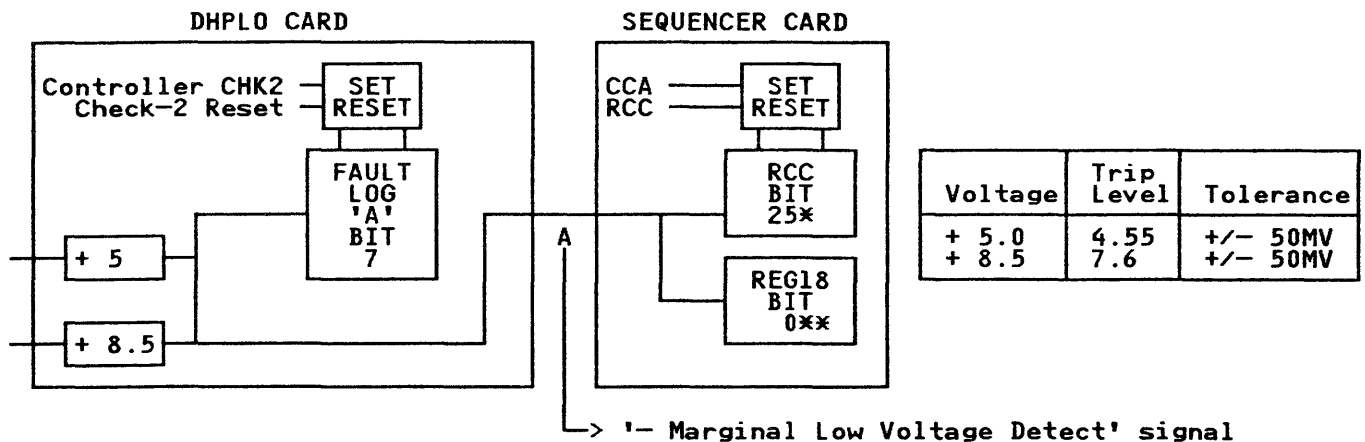 DHPLO CARD
Controller CHK2
Check-2 Reset
SET
RESET
FAULT
LOG
'A'
BIT
7
+ 5
+ 8.5
A
SEQUENCER CARD
CCA
RCC
SET
RESET
RCC
BIT
25*
REG18
BIT
0**
Voltage Trip Level Tolerance
+ 5.0 4.55 +/- 50MV
+ 8.5 7.6 +/- 50MV
'- Marginal Low Voltage Detect' signal